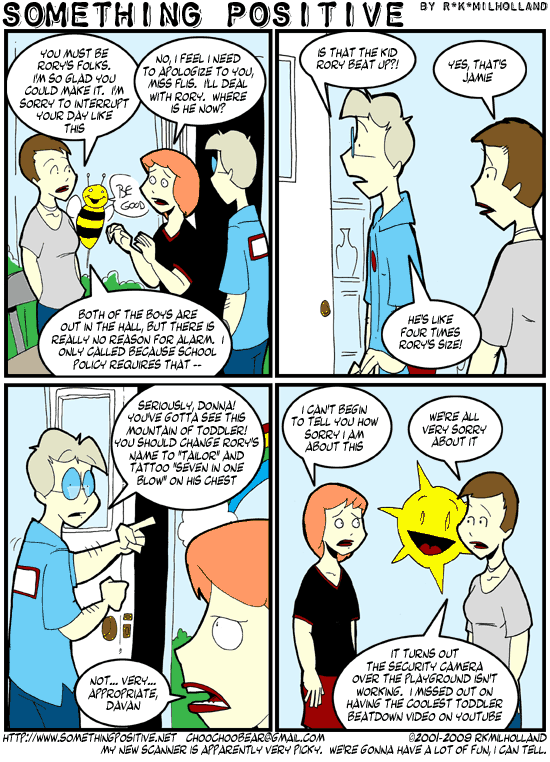 SOMETHING POSITIVE BY R*K*MILHOLLAND
YOU MUST BE
RORY'S FOLKS.
I'M SO GLAD YOU
COULD MAKE IT. I'M
SORRY TO INTERRUPT
YOUR DAY LIKE
THIS
NO, I FEEL I NEED
TO APOLOGIZE TO YOU,
MISS FLIS. I'LL DEAL
WITH RORY. WHERE
IS HE NOW?
BE
GOOD
BOTH OF THE BOYS ARE
OUT IN THE HALL, BUT THERE IS
REALLY NO REASON FOR ALARM. I
ONLY CALLED BECAUSE SCHOOL
POLICY REQUIRES THAT --
IS THAT THE KID
RORY BEAT UP?!
YES, THAT'S
JAMIE
HE'S LIKE
FOUR TIMES
RORY'S SIZE!
SERIOUSLY, DONNA!
YOU'VE GOTTA SEE THIS
MOUNTAIN OF TODDLER!
YOU SHOULD CHANGE RORY'S
NAME TO "TAILOR" AND
TATTOO "SEVEN IN ONE
BLOW" ON HIS CHEST
NOT... VERY...
APPROPRIATE,
DAVAN
I CAN'T BEGIN
TO TELL YOU HOW
SORRY I AM
ABOUT THIS
WE'RE ALL
VERY SORRY
ABOUT IT
IT TURNS OUT
THE SECURITY CAMERA
OVER THE PLAYGROUND ISN'T
WORKING. I MISSED OUT ON
HAVING THE COOLEST TODDLER
BEATDOWN VIDEO ON YOUTUBE
HTTP://WWW.SOMETHINGPOSITIVE.NET CHOOCHOOBEAR@GMAIL.COM ©2001-2009 RKMILHOLLAND
MY NEW SCANNER IS APPARENTLY VERY PICKY. WE'RE GONNA HAVE A LOT OF FUN, I CAN TELL.